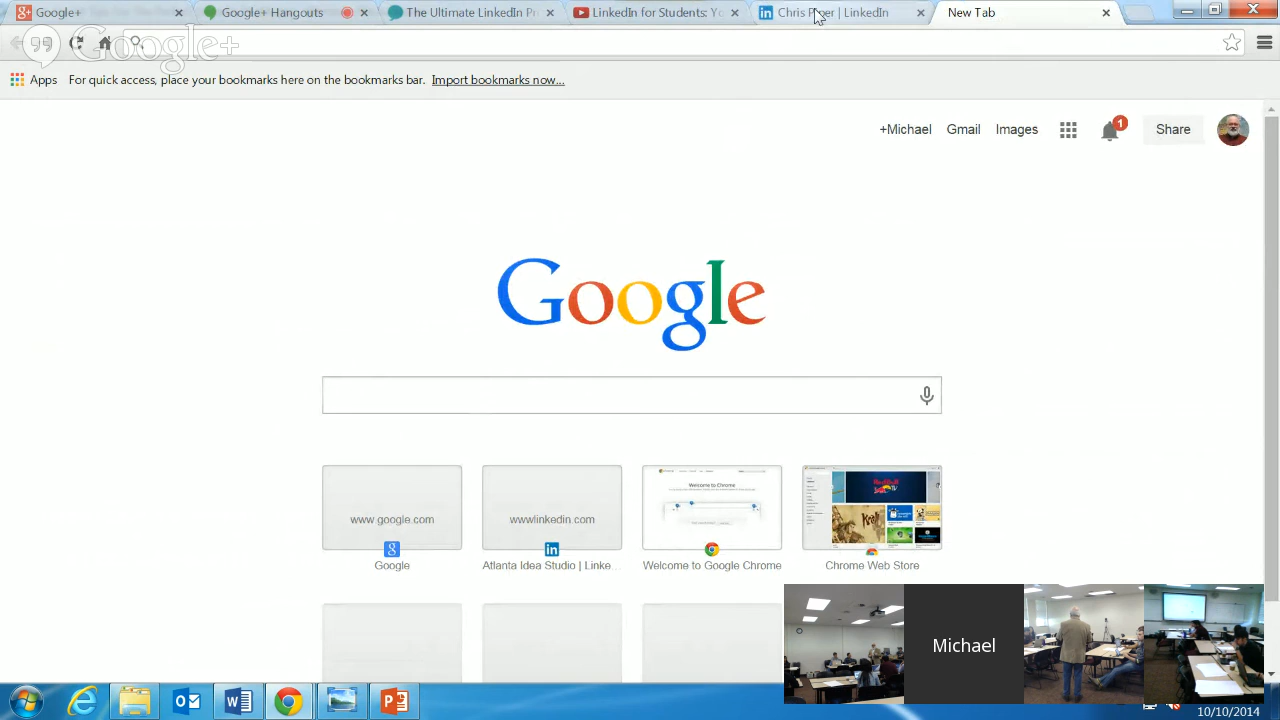 Google+
Google+ Hangouts
The Ultimate LinkedIn Pr
LinkedIn for Students: Yo
Chris Piper | LinkedIn
New Tab
Google+
Apps For quick access, place your bookmarks here on the bookmarks bar. Import bookmarks now...
+Michael Gmail Images 1 Share
Google
www.google.com
wwwlinkedin.com
Welcome to Chrome
Google
Atlanta Idea Studio | Linke...
Welcome to Google Chrome
Chrome Web Store
Michael
10/10/2014